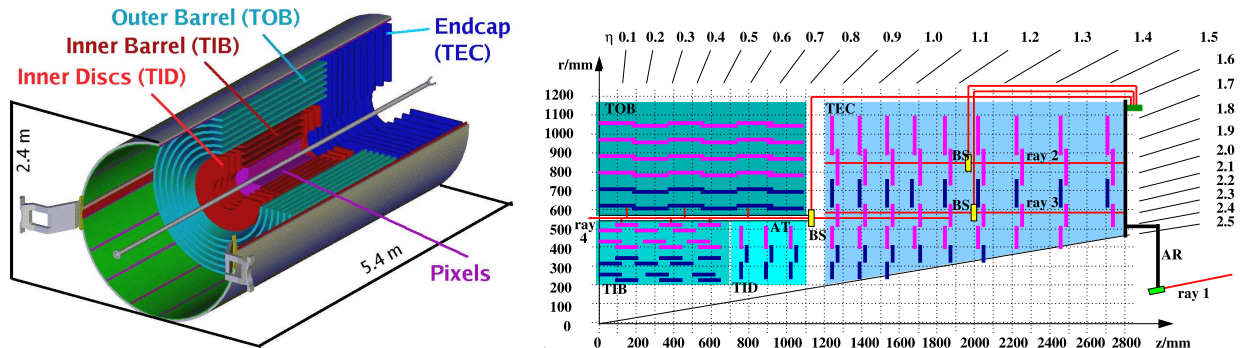 Outer Barrel (TOB)
Inner Barrel (TIB)
Inner Discs (TID)
Endcap
(TEC)
Pixels
2.4 m
5.4 m
η 0.1 0.2 0.3 0.4 0.5 0.6 0.7 0.8 0.9 1.0 1.1 1.2 1.3 1.4 1.5
r/mm
1.6
1.7
1.8
1.9
2.0
2.1
2.2
2.3
2.4
2.5
1200
1100
1000
900
800
700
600
500
400
300
200
100
0
TOB
TEC
BS
ray 2
BS
ray 3
ray
4
AT
BS
TIB
TID
AR
ray 1
0 200 400 600 800 1000 1200 1400 1600 1800 2000 2200 2400 2600 2800 z/mm